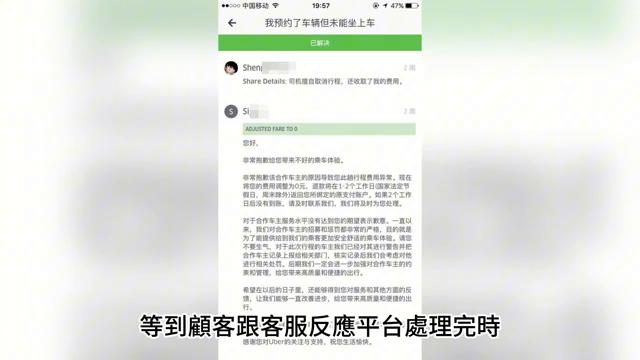 中国移动 19:57 47%
我预约了车辆但未能坐上车
已解决
Shen 2 周
Share Details: 司机擅自取消行程，还收取了我的费用。
Si 2 周
ADJUSTED FARE TO 0
您好,
非常抱歉给您带来不好的乘车体验。
非常抱歉该合作车主的原因导致您此趟行程费用异常。现在
将您的费用调整为0元，退款将在1-2个工作日(国家法定节
假日，周末除外)返回您所绑定的原支付账户。如果2个工作
日后没有到账，请及时联系我们，我们将及时为您处理。
对于合作车主服务水平没有达到您的期望表示歉意。一直以
来，我们对合作车主的招募和惩罚都非常的严格，目的就是
为了能提供给到我们的乘客更加安全舒适的乘车体验。请您
不要生气，对于此次行程的车主我们已经对其进行警告并把
合作车主记录上报给相关部门，核实记录后我们会考虑对他
进行相关处罚。后期我们一定会进一步加强对合作车主的约
束和管理，给您带来高质量和便捷的出行。
希望在以后的日子里，还能够得到您对服务和其他方面的反
馈，让我们能够一直改善进步，给您带来高质量和便捷的出
行。
等到顧客跟客服反應平台處理完時
感谢您对Uber的关注与支持，祝您生活愉快。